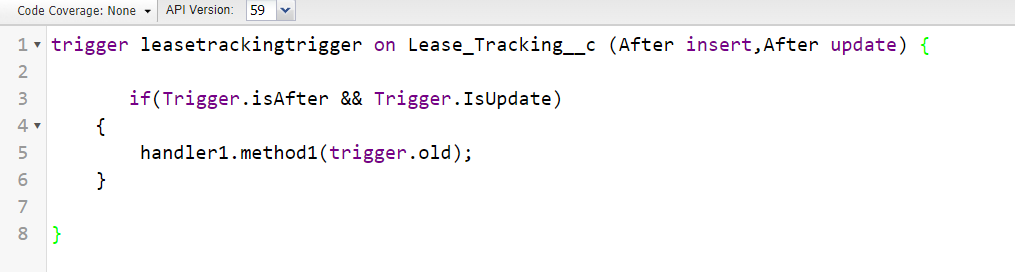 Code Coverage: None API Version: 59
1 trigger leasetrackingtrigger on Lease_Tracking__c (After insert,After update) {
2
3 if(Trigger.isAfter && Trigger.IsUpdate)
4 {
5 handler1.method1(trigger.old);
6 }
7
8 }